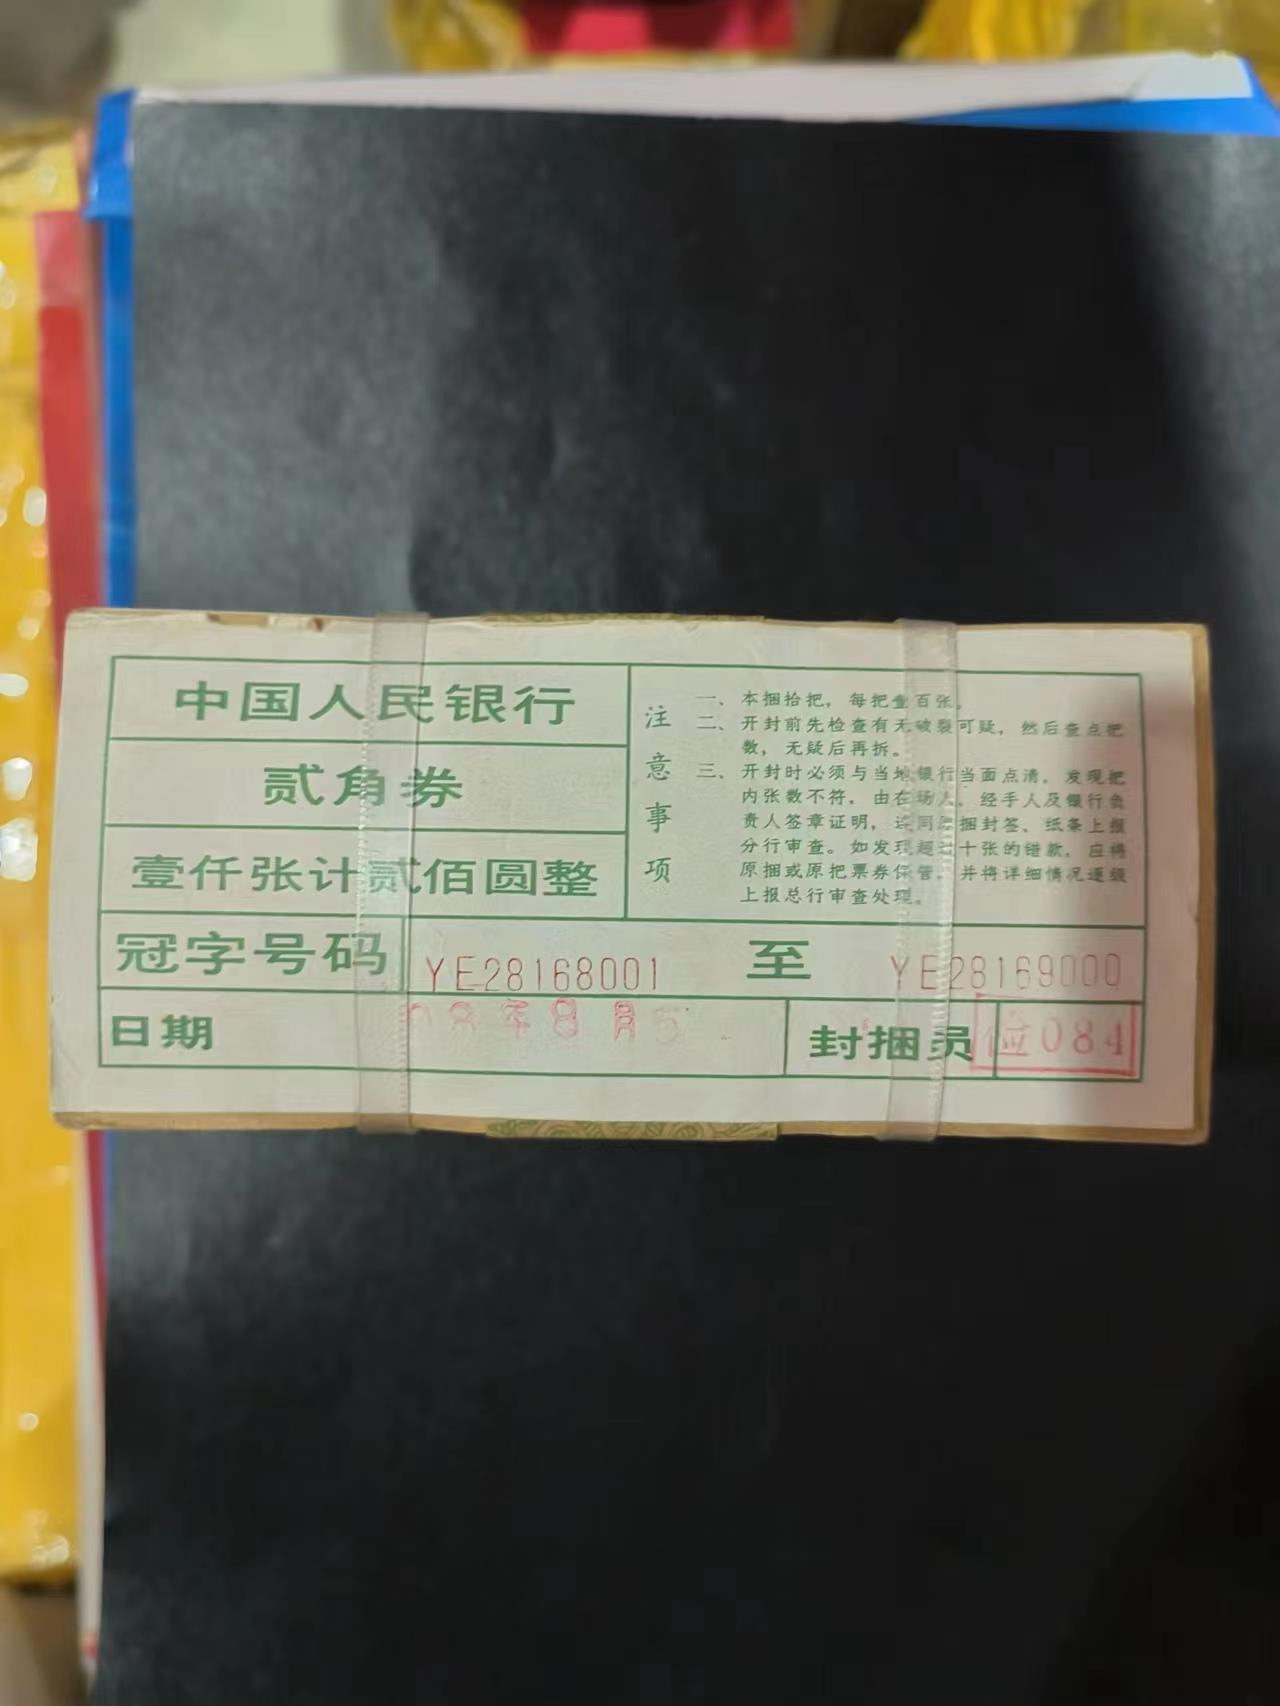 中国人民银行
贰角券
壹仟张计贰佰圆整
注意事项
一、本捆拾把，每把壹百张。
二、开封前先检查有无破裂可疑，然后查点把
数，无疑后再拆。
三、开封时必须与当地银行当面点清，发现把
内张数不符，由在场人、经手人及银行负
责人签章证明，连同原捆封签、纸条上报
分行审查。如发现超过十张的错款，应将
原捆或原把票券保管，并将详细情况逐级
上报总行审查处理。
冠字号码 YE28168001 至 YE28169000
日期 年8月5
封捆员 084